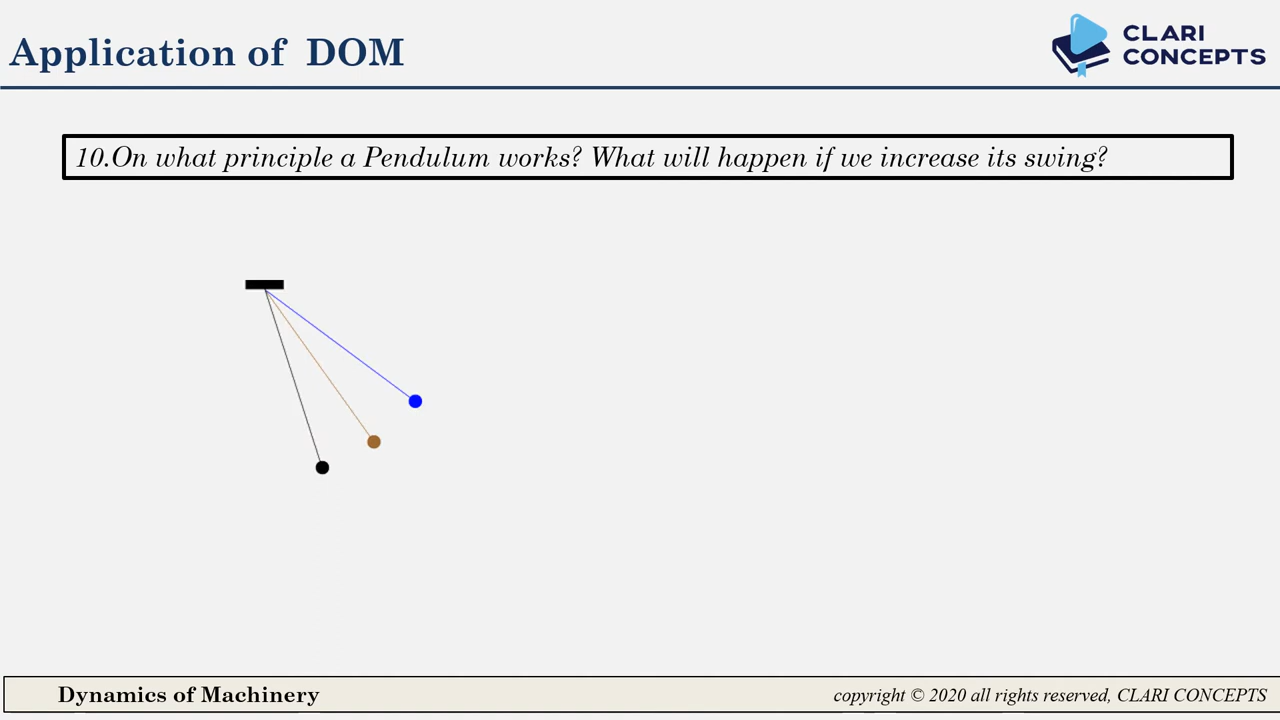 Application of DOM
CLARI
CONCEPTS
10.On what principle a Pendulum works? What will happen if we increase its swing?
Dynamics of Machinery
copyright © 2020 all rights reserved, CLARI CONCEPTS